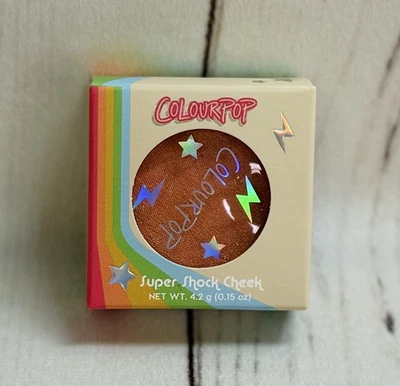 COLOURPOP
COLOURPOP
Super Shock Cheek
NET WT. 4.2 g (0.15 oz)